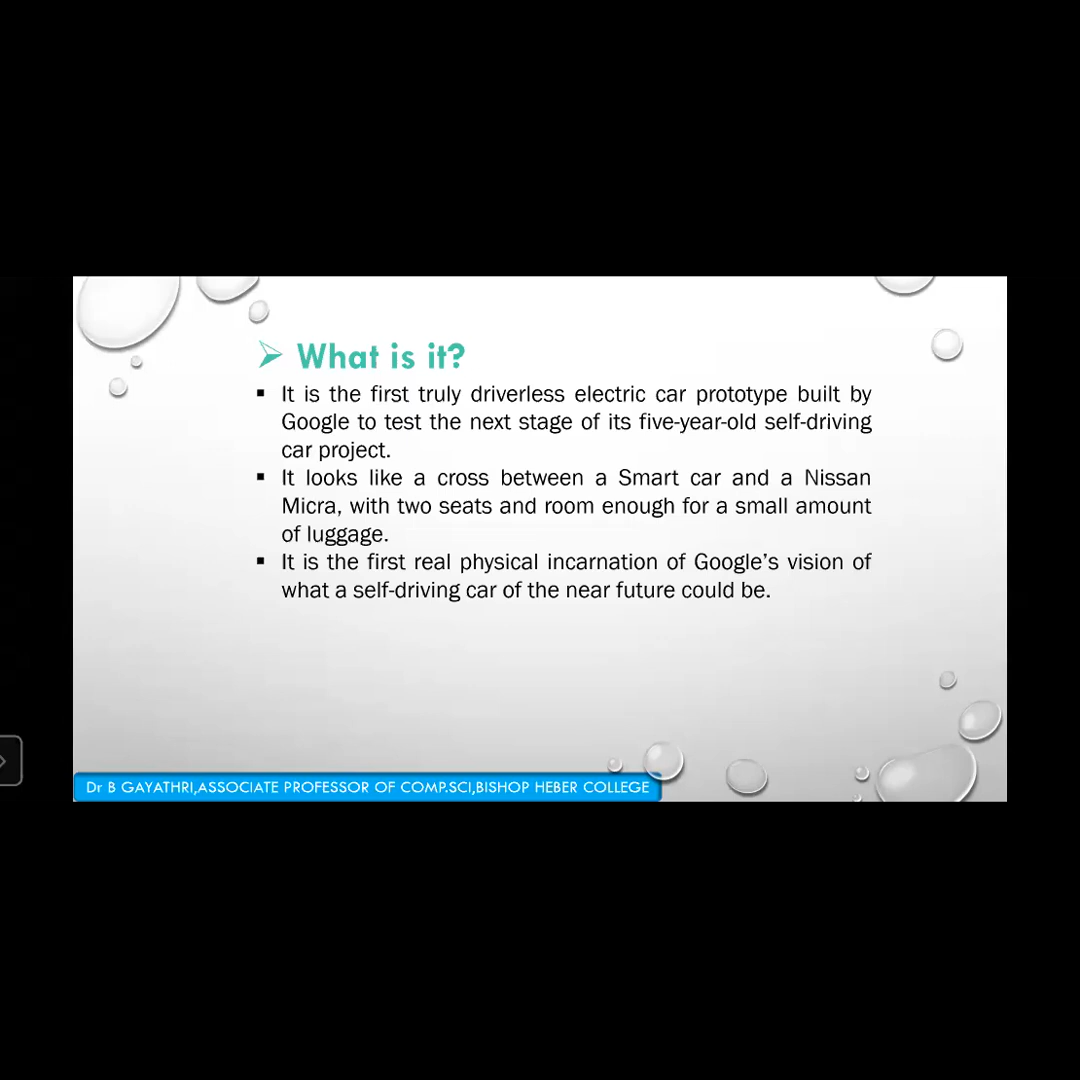 What is it?
It is the first truly driverless electric car prototype built by
Google to test the next stage of its five-year-old self-driving
car project.
It looks like a cross between a Smart car and a Nissan
Micra, with two seats and room enough for a small amount
of luggage.
It is the first real physical incarnation of Google’s vision of
what a self-driving car of the near future could be.
Dr B GAYATHRI,ASSOCIATE PROFESSOR OF COMP.SCI,BISHOP HEBER COLLEGE